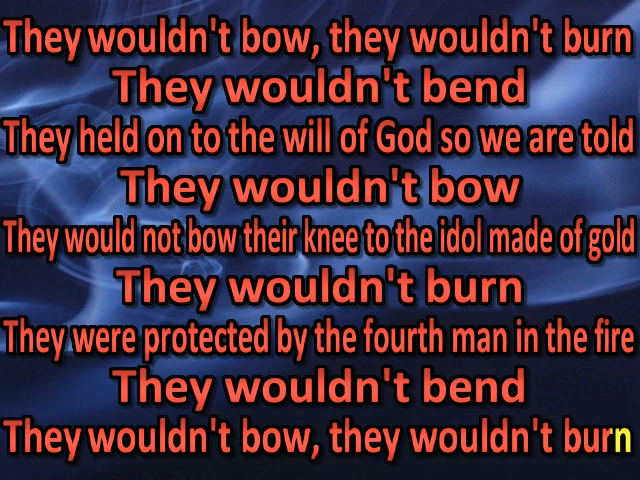 They wouldn't bow, they wouldn't burn
They wouldn't bend
They held on to the will of God so we are told
They wouldn't bow
They would not bow their knee to the idol made of gold
They wouldn't burn
They were protected by the fourth man in the fire
They wouldn't bend
They wouldn't bow, they wouldn't burn